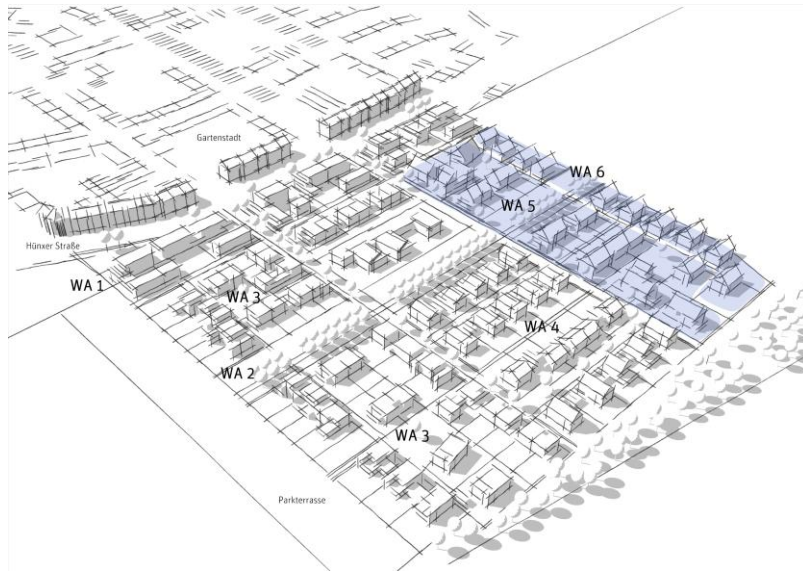 Gartenstadt
WA 6
WA 5
Hünxer Straße
WA 1
WA 3
WA 4
WA 2
WA 3
Parkterrasse